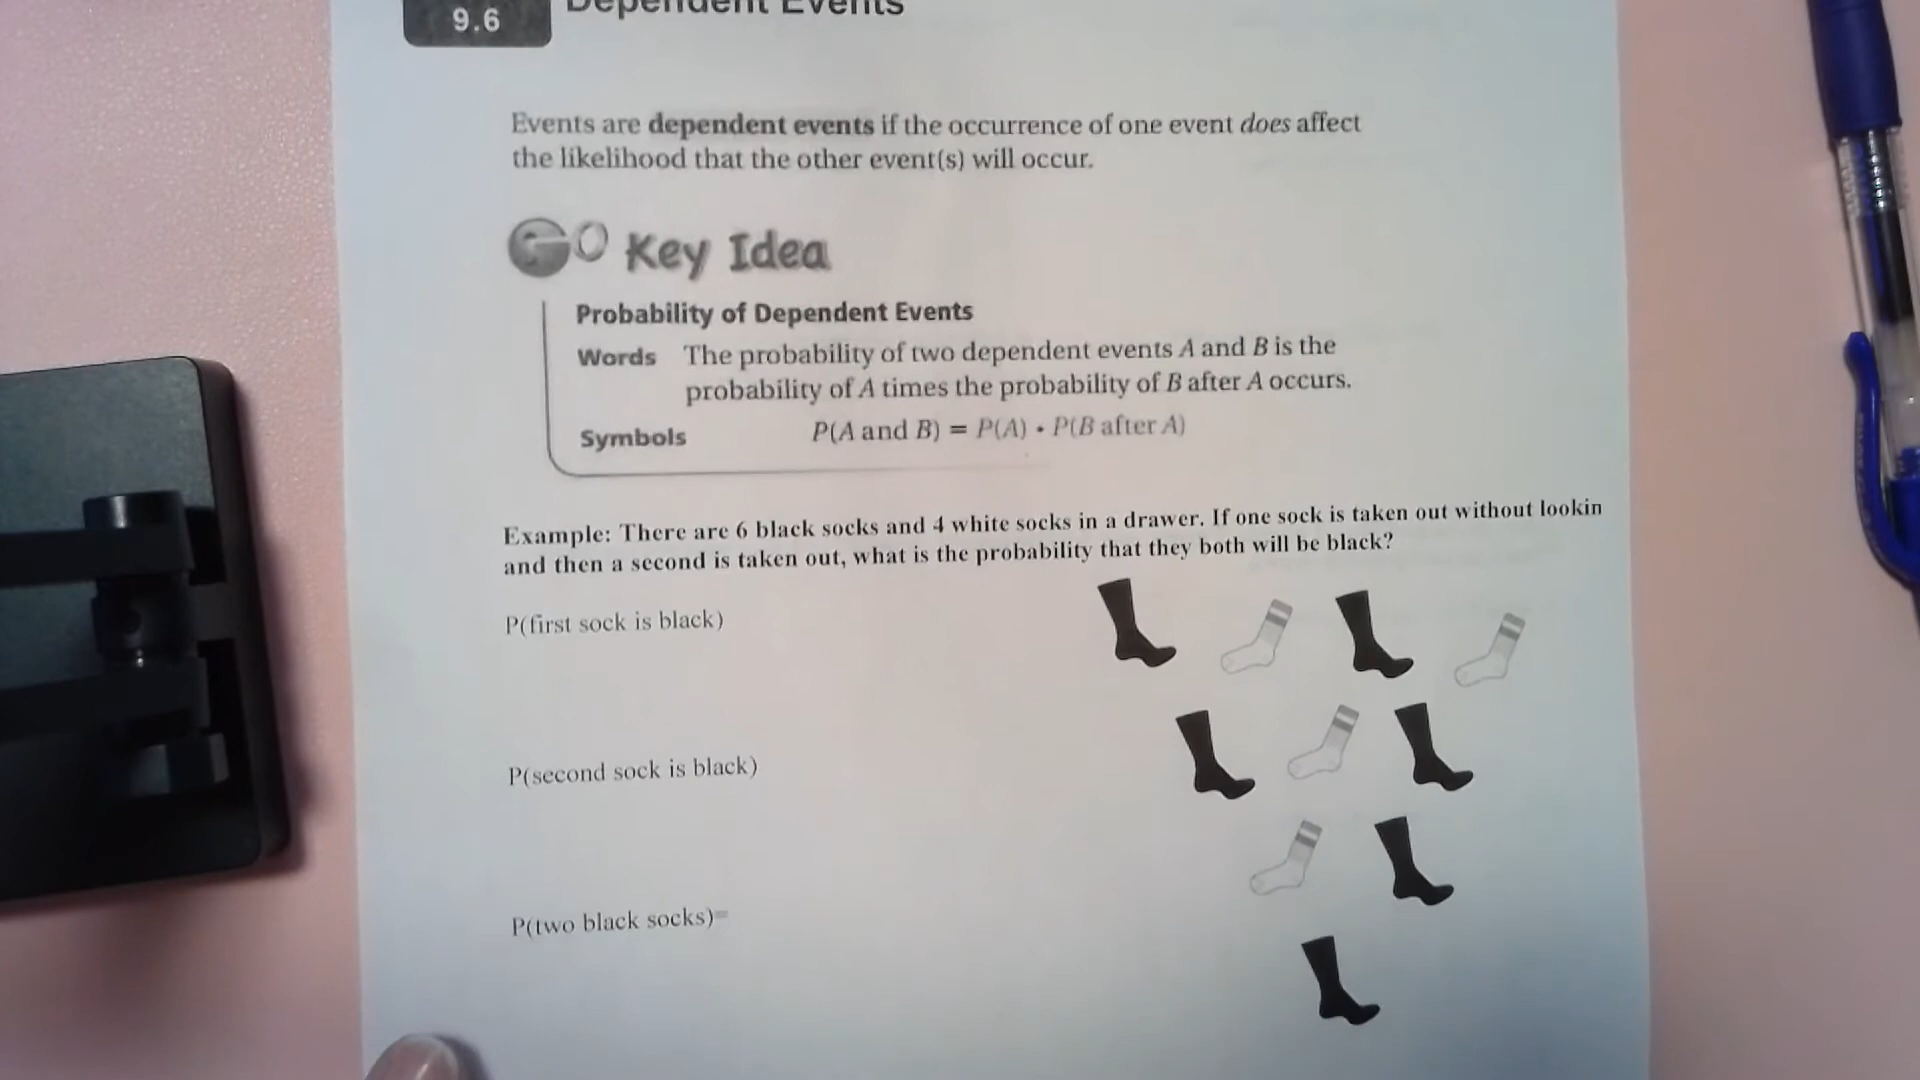 9.6
Dependent Events
Events are dependent events if the occurrence of one event does affect
the likelihood that the other event(s) will occur.
Key Idea
Probability of Dependent Events
Words The probability of two dependent events A and B is the
probability of A times the probability of B after A occurs.
Symbols P(A and B) = P(A) • P(B after A)
Example: There are 6 black socks and 4 white socks in a drawer. If one sock is taken out without lookin
and then a second is taken out, what is the probability that they both will be black?
P(first sock is black)
P(second sock is black)
P(two black socks)=